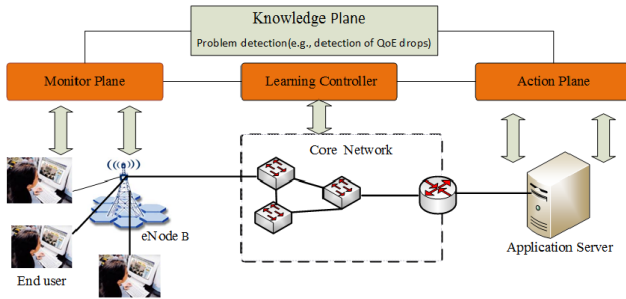 Knowledge Plane
Problem detection(e.g., detection of QoE drops)
Monitor Plane
Learning Controller
Action Plane
Core Network
eNode B
End user
Application Server